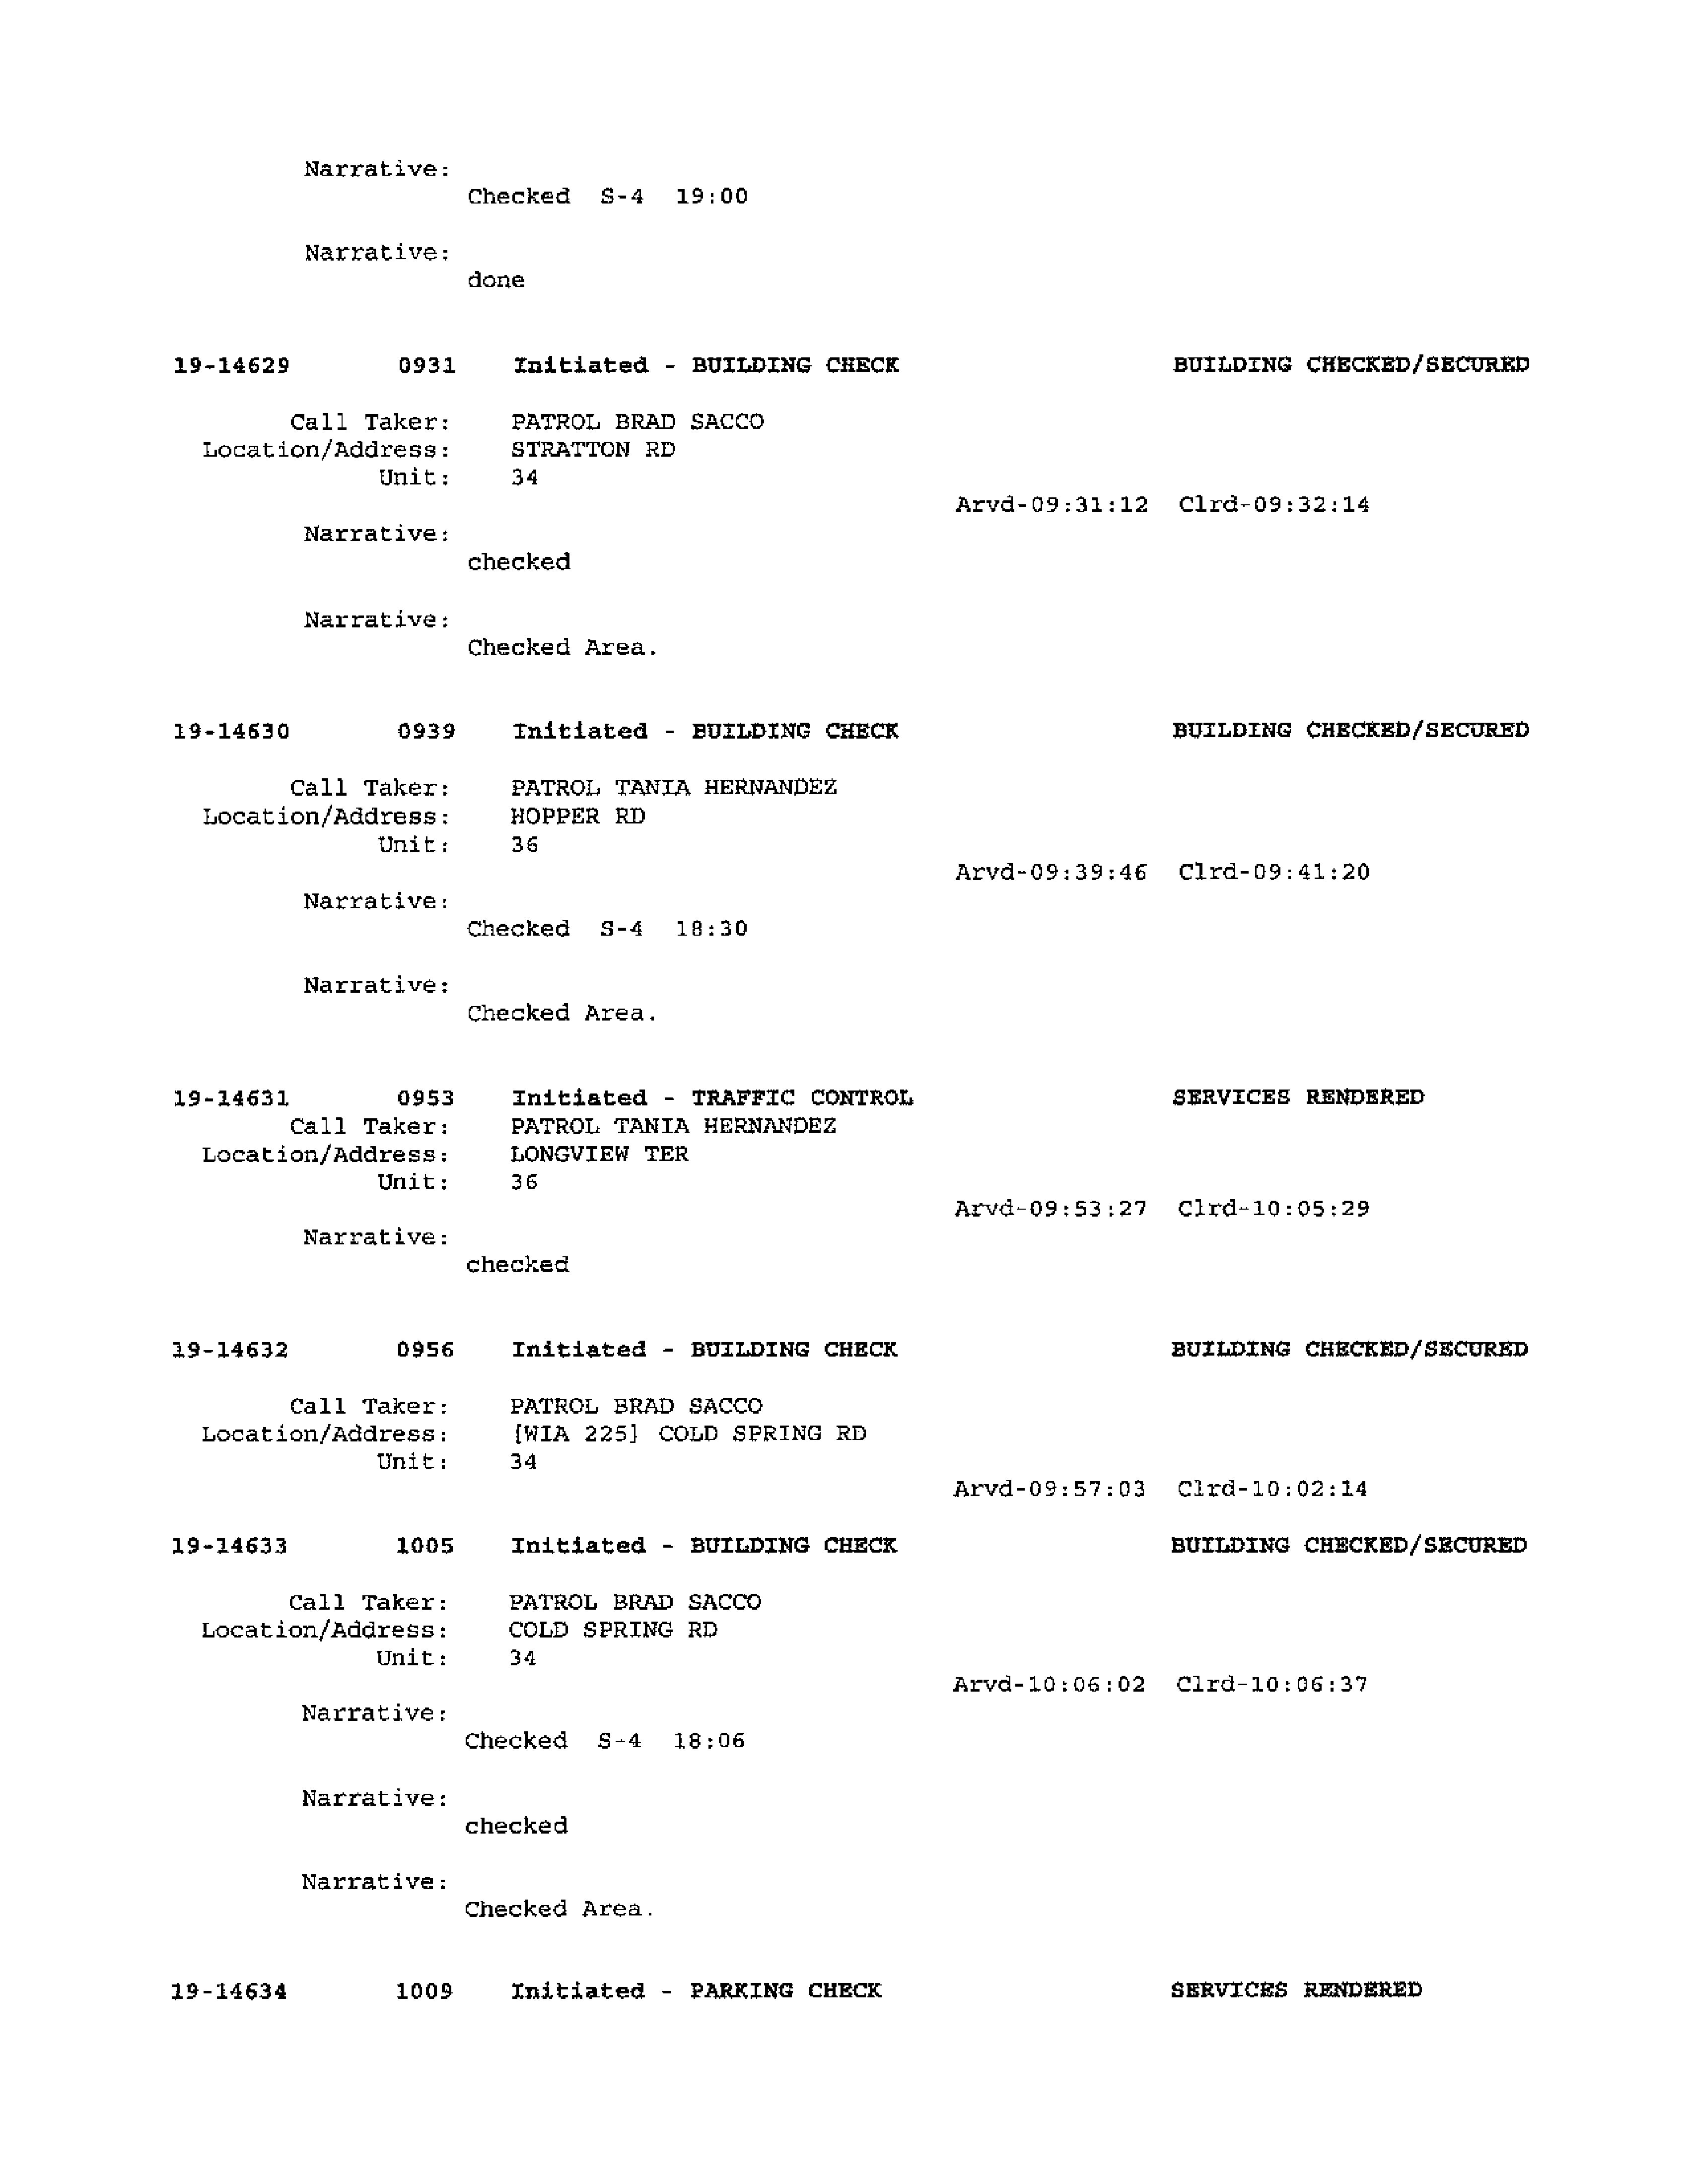 Narrative:
Checked S-4 19:00
Narrative:
done
19-14629 0931 Initiated - BUILDING CHECK BUILDING CHECKED/SECURED
Call Taker: PATROL BRAD SACCO
Location/Address: STRATTON RD
Unit: 34
Arvd-09:31:12 Clrd-09:32:14
Narrative:
checked
Narrative:
Checked Area.
19-14630 0939 Initiated - BUILDING CHECK BUILDING CHECKED/SECURED
Call Taker: PATROL TANIA HERNANDEZ
Location/Address: HOPPER RD
Unit: 36
Arvd-09:39:46 Clrd-09:41:20
Narrative:
Checked S-4 18:30
Narrative:
Checked Area.
19-14631 0953 Initiated - TRAFFIC CONTROL SERVICES RENDERED
Call Taker: PATROL TANIA HERNANDEZ
Location/Address: LONGVIEW TER
Unit: 36
Arvd-09:53:27 Clrd-10:05:29
Narrative:
checked
19-14632 0956 Initiated - BUILDING CHECK BUILDING CHECKED/SECURED
Call Taker: PATROL BRAD SACCO
Location/Address: [WIA 225] COLD SPRING RD
Unit: 34
Arvd-09:57:03 Clrd-10:02:14
19-14633 1005 Initiated - BUILDING CHECK BUILDING CHECKED/SECURED
Call Taker: PATROL BRAD SACCO
Location/Address: COLD SPRING RD
Unit: 34
Arvd-10:06:02 Clrd-10:06:37
Narrative:
Checked S-4 18:06
Narrative:
checked
Narrative:
Checked Area.
19-14634 1009 Initiated - PARKING CHECK SERVICES RENDERED